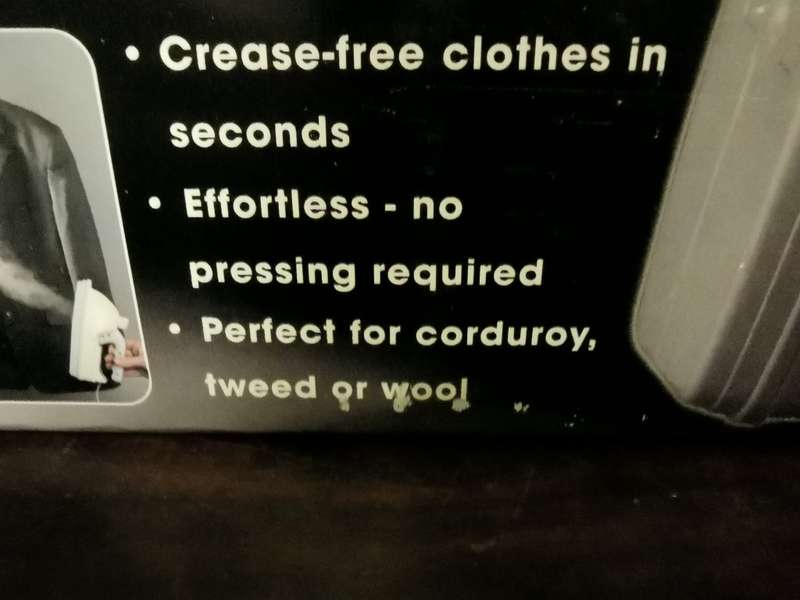 • Crease-free clothes in
seconds
• Effortless - no
pressing required
• Perfect for corduroy,
tweed or wool